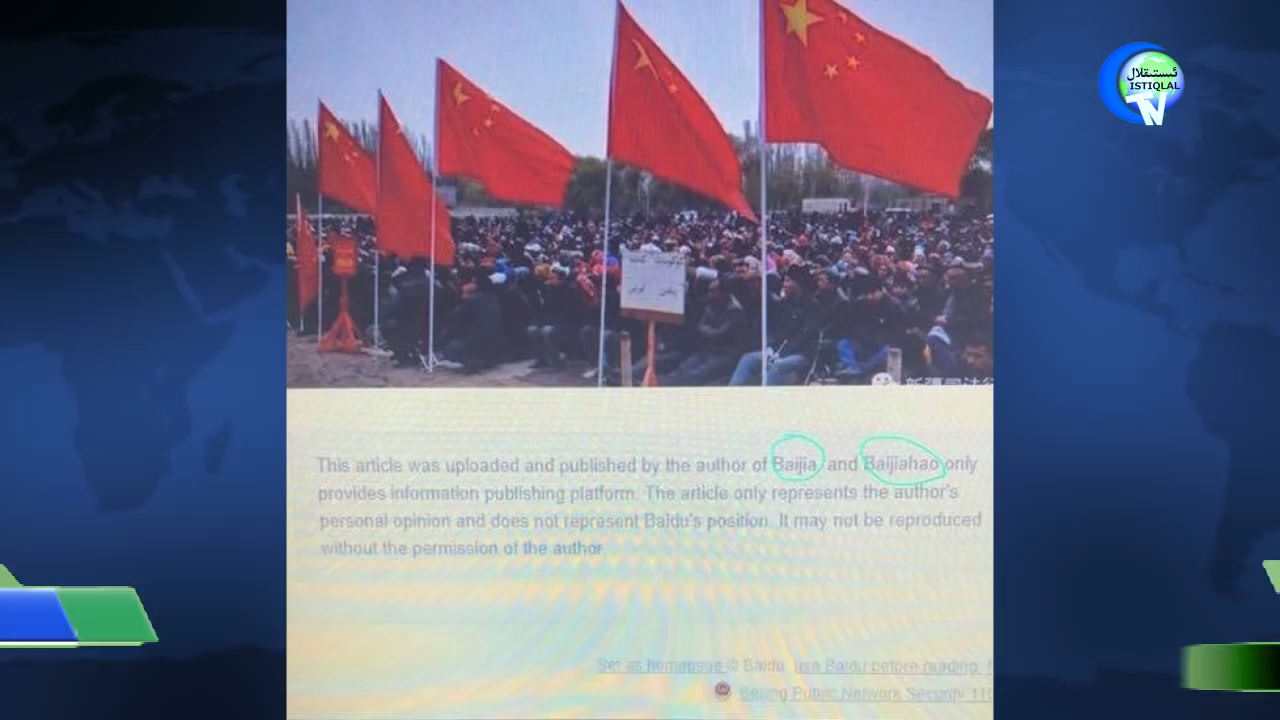 ئىستىقلال
ISTIQLAL
TV
This article was uploaded and published by the author of Baijia and Baijiahao only
provides information publishing platform. The article only represents the author's
personal opinion and does not represent Baidu's position. It may not be reproduced
without the permission of the author.
Set as homepage © Baidu use Baidu before reading
Beijing Public Network Security 110